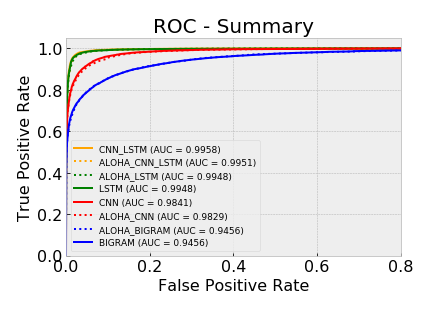 ROC - Summary
True Positive Rate
1.0
0.8
0.6
0.4
0.2
0.0
CNN_LSTM (AUC = 0.9958)
ALOHA_CNN_LSTM (AUC = 0.9951)
ALOHA_LSTM (AUC = 0.9948)
LSTM (AUC = 0.9948)
CNN (AUC = 0.9841)
ALOHA_CNN (AUC = 0.9829)
ALOHA_BIGRAM (AUC = 0.9456)
BIGRAM (AUC = 0.9456)
0.0 0.2 0.4 0.6 0.8
False Positive Rate